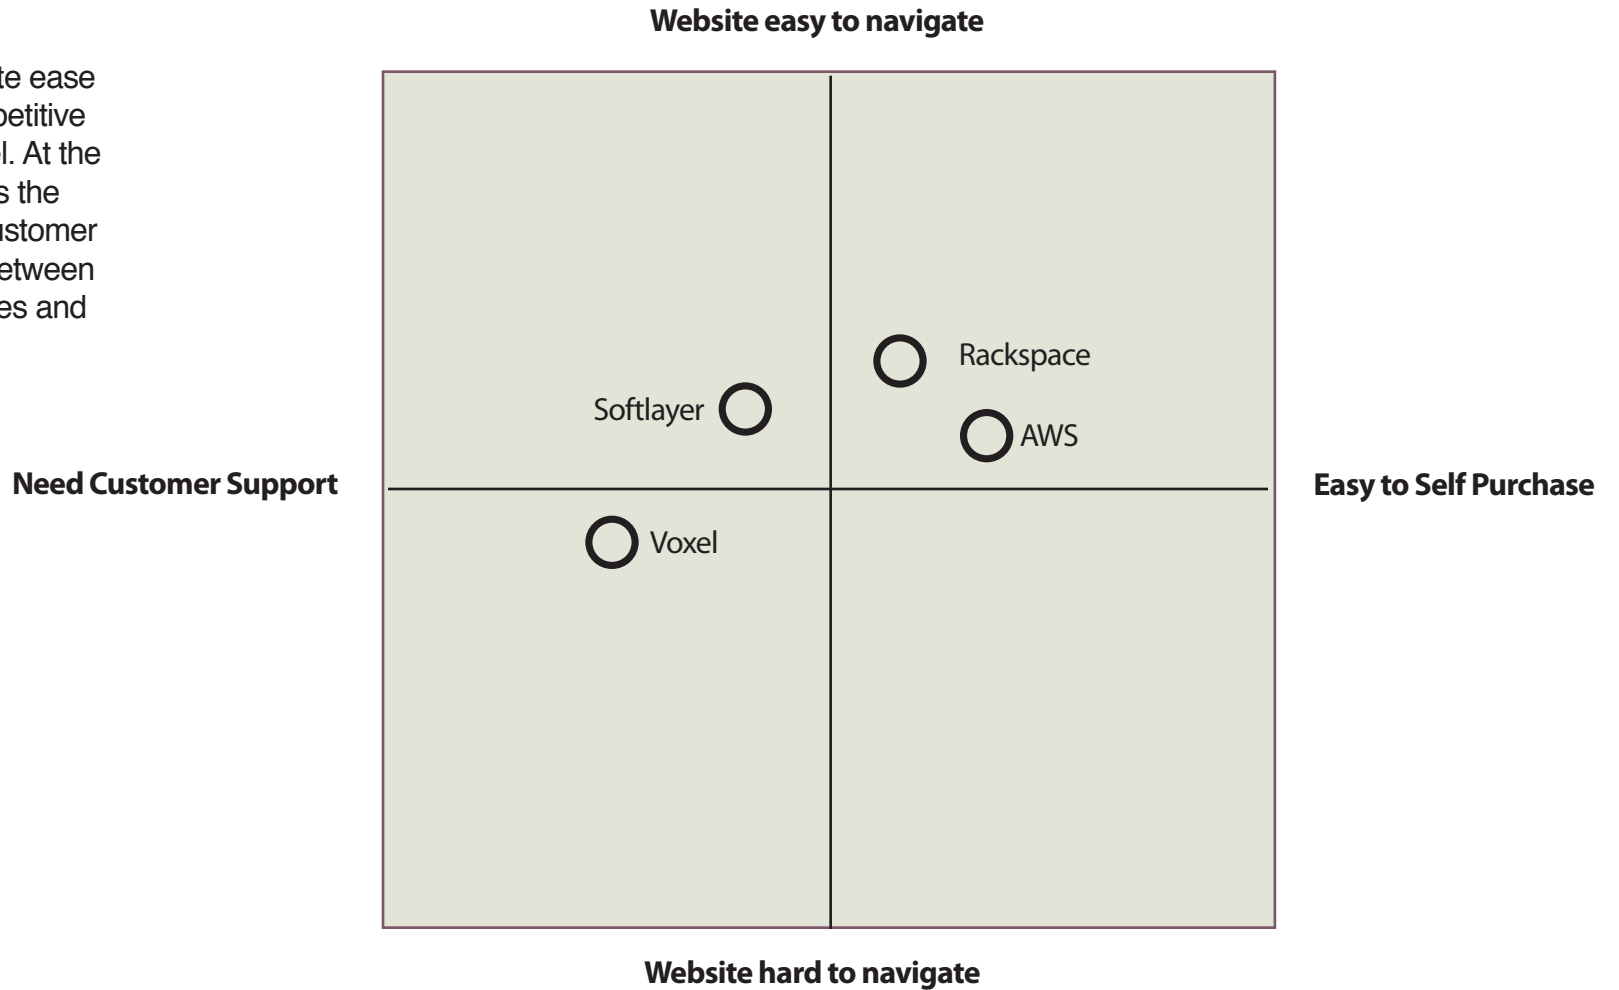 Website easy to navigate
te ease
petitive
l. At the
s the
ustomer
etween
es and
Rackspace
Softlayer
AWS
Need Customer Support
Easy to Self Purchase
Voxel
Website hard to navigate